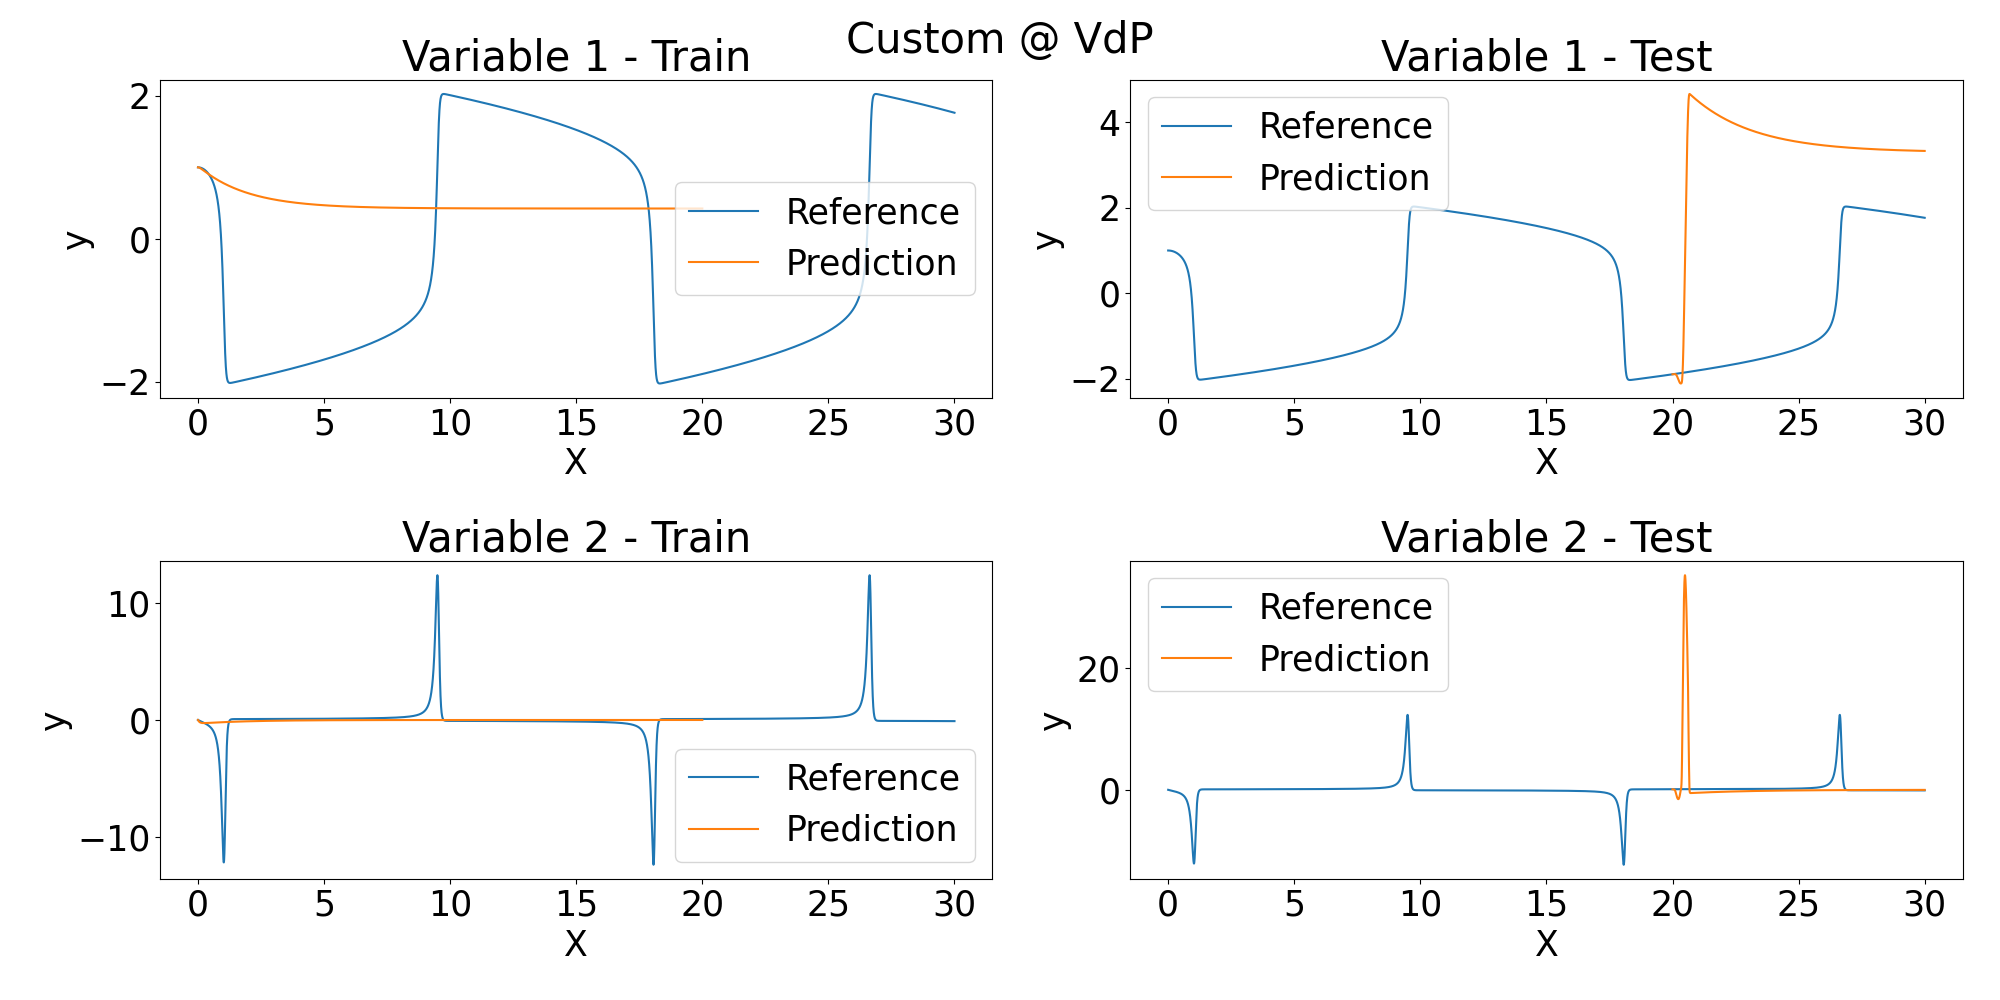 Custom @ VdP
Variable 1 - Train
2
0
−2
y
0 5 10 15 20 25 30
X
Reference
Prediction
Variable 1 - Test
4
2
0
−2
y
0 5 10 15 20 25 30
X
Reference
Prediction
Variable 2 - Train
10
0
−10
y
0 5 10 15 20 25 30
X
Reference
Prediction
Variable 2 - Test
20
0
y
0 5 10 15 20 25 30
X
Reference
Prediction